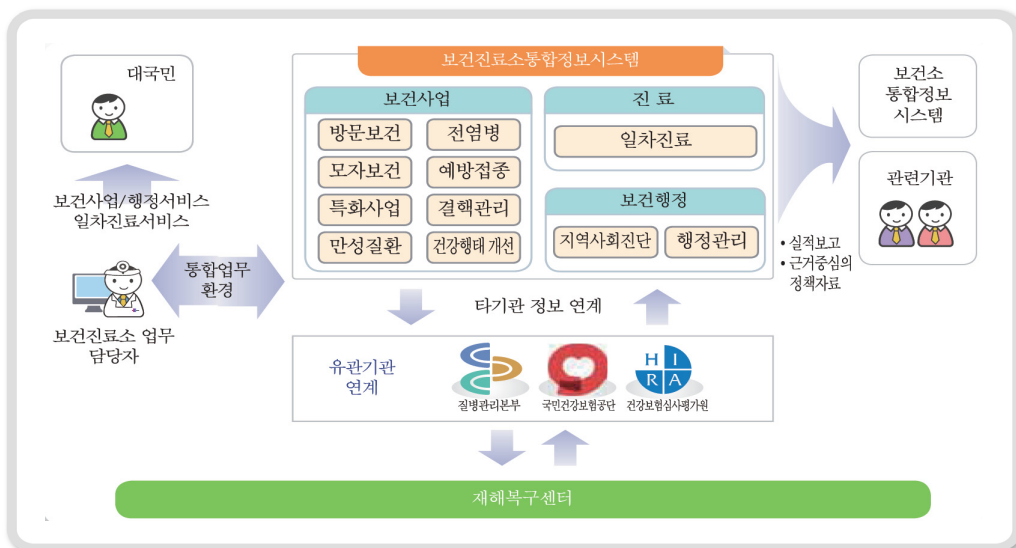 대국민
보건사업/행정서비스
일차진료서비스
통합업무
환경
보건진료소 업무
담당자
보건진료소통합정보시스템
보건사업
방문보건
전염병
모자보건
예방접종
특화사업
결핵관리
만성질환
건강행태 개선
진 료
일차진료
보건행정
지역사회진단
행정관리
보건소
통합정보
시스템
관련기관
• 실적보고
• 근거중심의
정책자료
타기관 정보 연계
유관기관
연계
질병관리본부
국민건강보험공단
H I
R A
건강보험심사평가원
재해복구센터